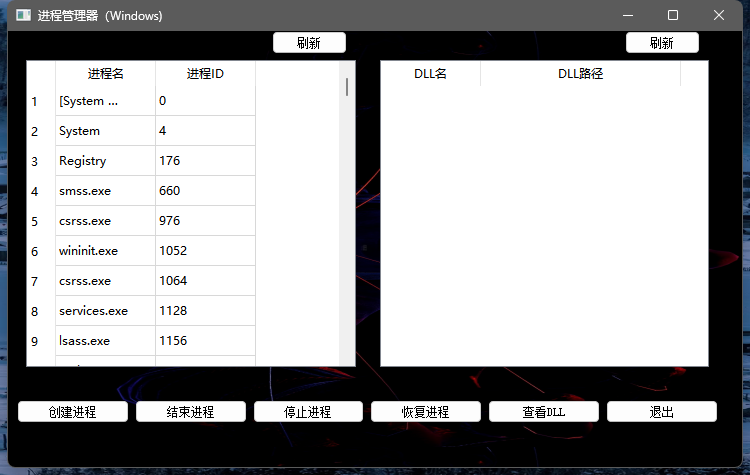 进程管理器 (Windows)
刷新 刷新
进程名 进程ID
1 [System ... 0
2 System 4
3 Registry 176
4 smss.exe 660
5 csrss.exe 976
6 wininit.exe 1052
7 csrss.exe 1064
8 services.exe 1128
9 lsass.exe 1156
DLL名 DLL路径
创建进程 结束进程 停止进程 恢复进程 查看DLL 退出